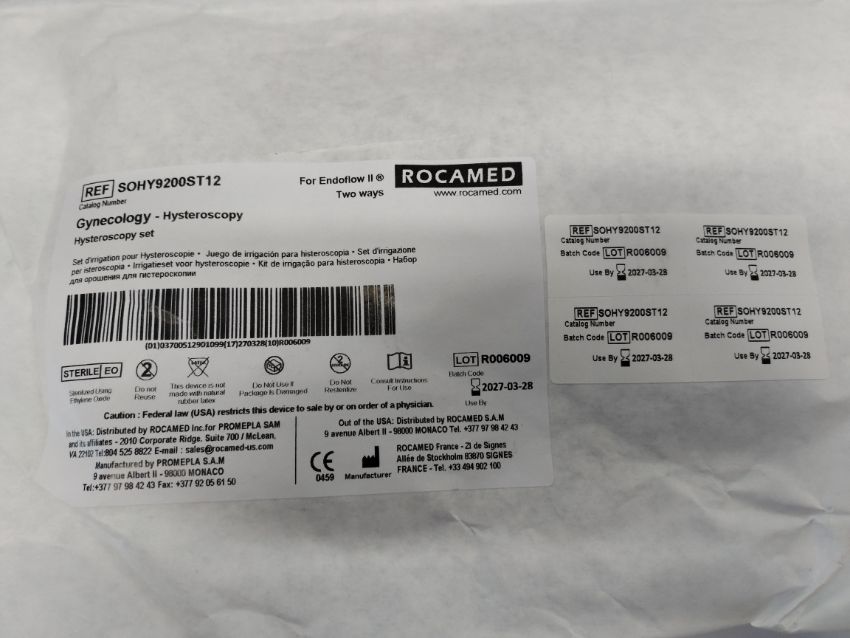 REF SOHY9200ST12
Catalog Number
For Endoflow II ®
Two ways
ROCAMED
www.rocamed.com
Gynecology - Hysteroscopy
Hysteroscopy set
Set d'irrigation pour Hysteroscopie • Juego de irrigación para histeroscopia • Set d'irrigazione
per isteroscopia • Irrigatieset voor hysteroscopie • Kit de irrigação para histeroscopia • Набор
для орошения для гистероскопии
(01)03700512901099(17)270328(10)R006009
STERILE EO
Sterilized Using
Ethylene Oxide
2
Do not
Reuse
LATEX
This device is not
made with natural
rubber latex
Do Not Use if
Package is Damaged
2
Do Not
Resterilize
Consult Instructions
For Use
LOT R006009
Batch Code
2027-03-28
Use By
Caution : Federal law (USA) restricts this device to sale by or on order of a physician.
In the USA: Distributed by ROCAMED Inc.for PROMEPLA SAM
and its affiliates - 2010 Corporate Ridge. Suite 700 / McLean,
VA 22102 Tel:804 525 8822 E-mail : sales@rocamed-us.com
Manufactured by PROMEPLA S.A.M
9 avenue Albert II - 98000 MONACO
Tel:+377 97 98 42 43 Fax: +377 92 05 61 50
Out of the USA: Distributed by ROCAMED S.A.M
9 avenue Albert II - 98000 MONACO Tel. +377 97 98 42 43
CE
0459
Manufacturer
ROCAMED France - ZI de Signes
Allée de Stockholm 83870 SIGNES
FRANCE - Tel. +33 494 902 100
REF SOHY9200ST12
Catalog Number
Batch Code LOT R006009
Use By 2027-03-28
REF SOHY9200ST12
Catalog Number
Batch Code LOT R006009
Use By 2027-03-28
REF SOHY9200ST12
Catalog Number
Batch Code LOT R006009
Use By 2027-03-28
REF SOHY9200ST12
Catalog Number
Batch Code LOT R006009
Use By 2027-03-28